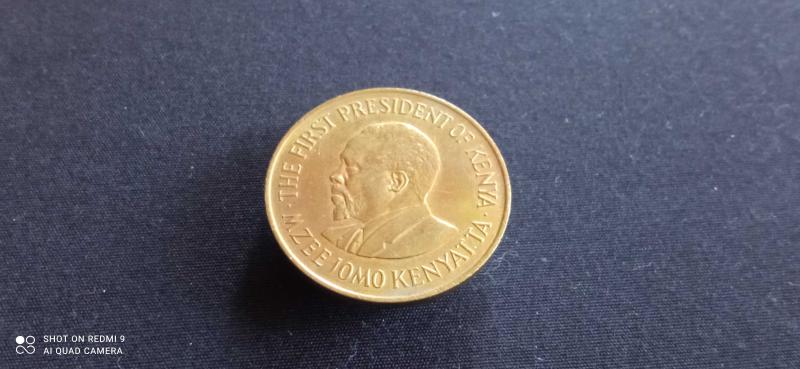 · THE FIRST PRESIDENT OF KENYA ·
MZEE JOMO KENYATTA
SHOT ON REDMI 9
AI QUAD CAMERA